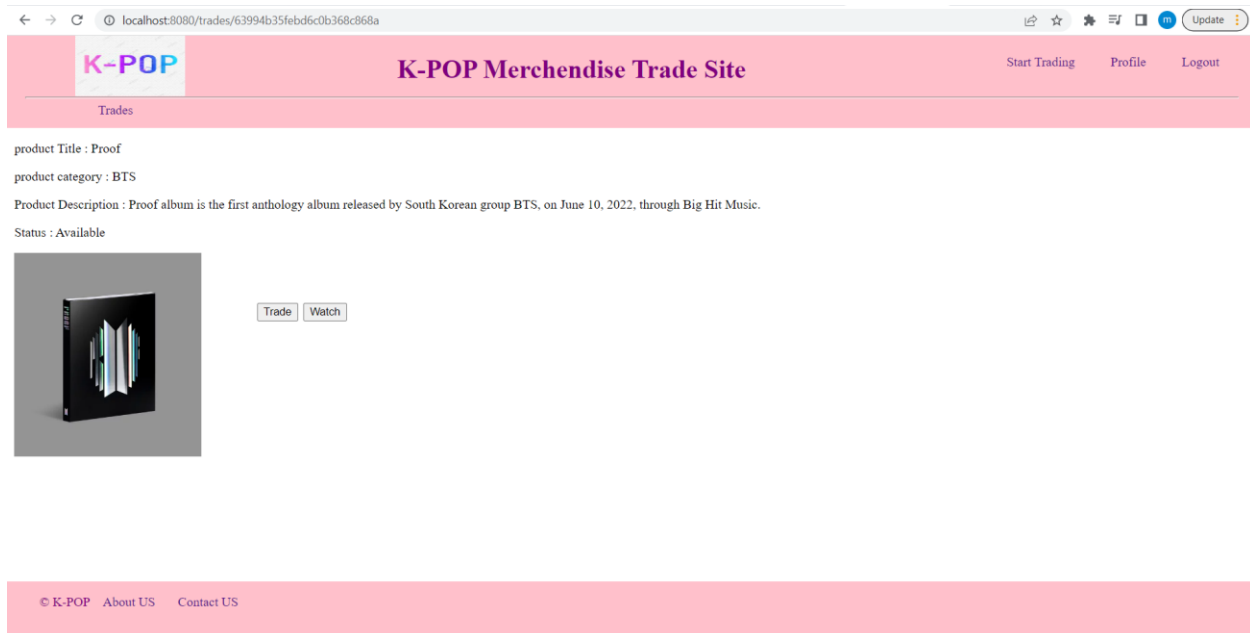 localhost:8080/trades/63994b35febd6c0b368c868a
m
Update
K-POP
K-POP Merchendise Trade Site
Start Trading Profile Logout
Trades
product Title : Proof
product category : BTS
Product Description : Proof album is the first anthology album released by South Korean group BTS, on June 10, 2022, through Big Hit Music.
Status : Available
PROOF
Trade Watch
© K-POP About US Contact US